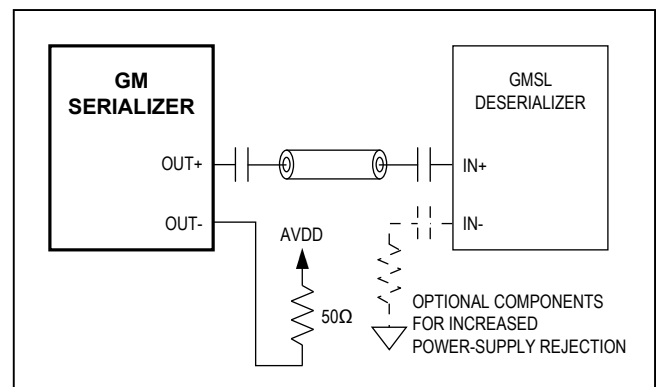 GM
SERIALIZER
GMSL
DESERIALIZER
OUT+
IN+
OUT-
AVDD
IN-
50Ω
OPTIONAL COMPONENTS
FOR INCREASED
POWER-SUPPLY REJECTION